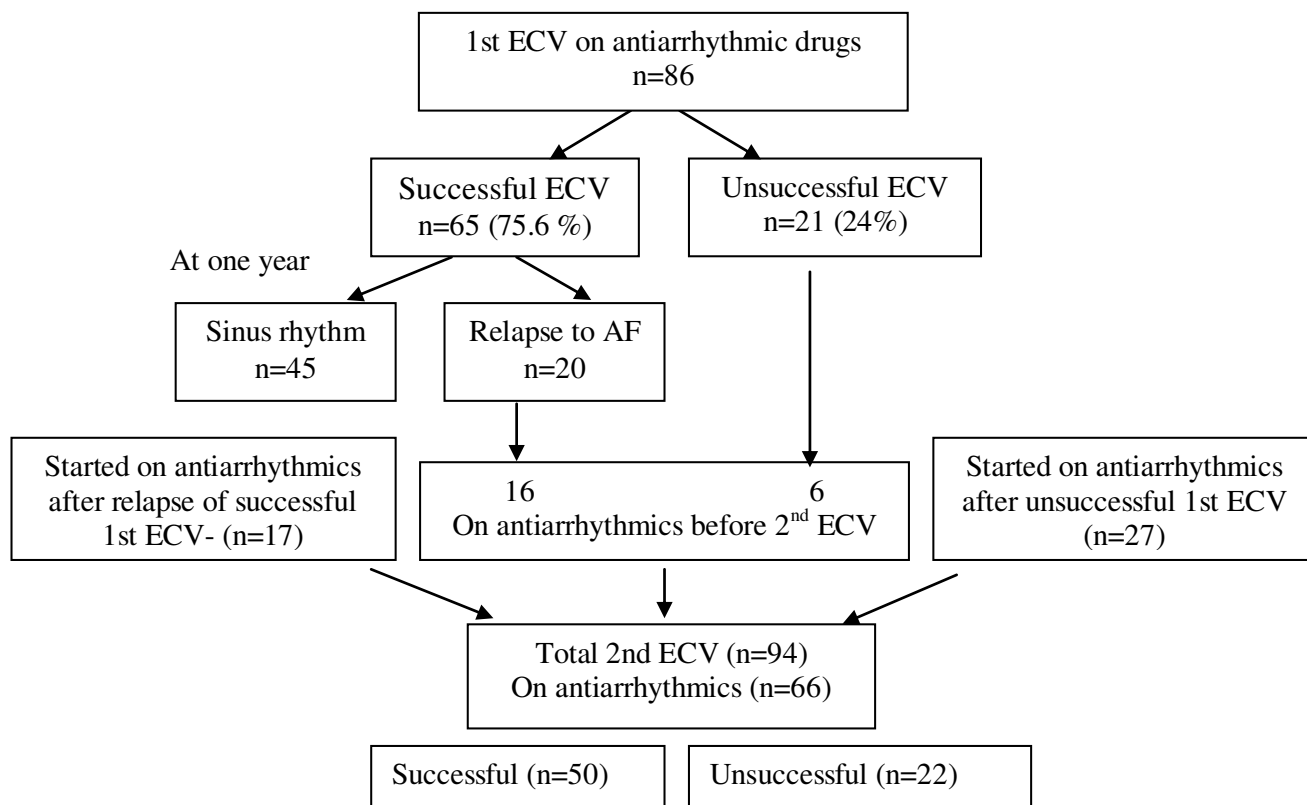 1st ECV on antiarrhythmic drugs
n=86
Successful ECV
n=65 (75.6 %)
Unsuccessful ECV
n=21 (24%)
At one year
Sinus rhythm
n=45
Relapse to AF
n=20
Started on antiarrhythmics
after relapse of successful
1st ECV- (n=17)
16 6
On antiarrhythmics before 2nd ECV
Started on antiarrhythmics
after unsuccessful 1st ECV
(n=27)
Total 2nd ECV (n=94)
On antiarrhythmics (n=66)
Successful (n=50)
Unsuccessful (n=22)